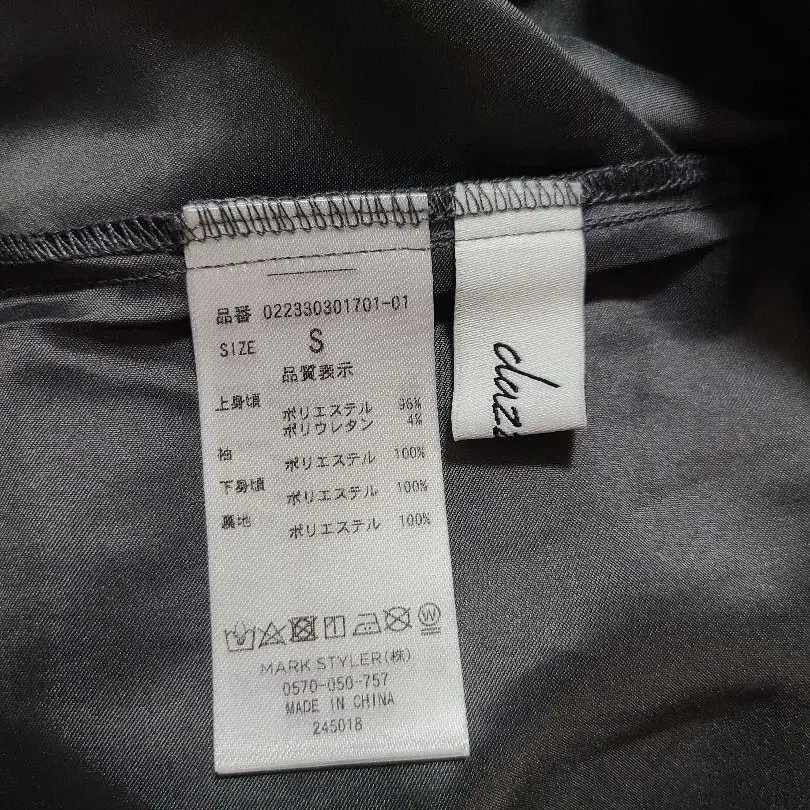 品番 022330301701-01
SIZE S
品質表示
上身頃 ポリエステル 96%
ポリウレタン 4%
袖 ポリエステル 100%
下身頃 ポリエステル 100%
裏地 ポリエステル 100%
W
MARK STYLER(株)
0570-050-757
MADE IN CHINA
245018